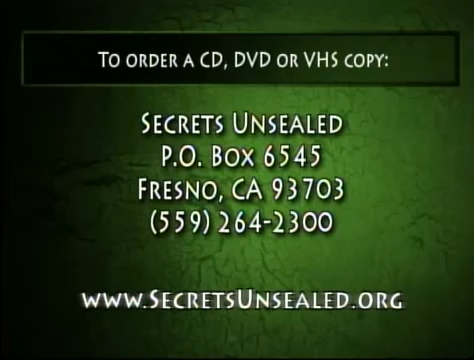 To order a CD, DVD or VHS copy:
Secrets Unsealed
P.O. Box 6545
Fresno, CA 93703
(559) 264-2300
www.SecretsUnsealed.org